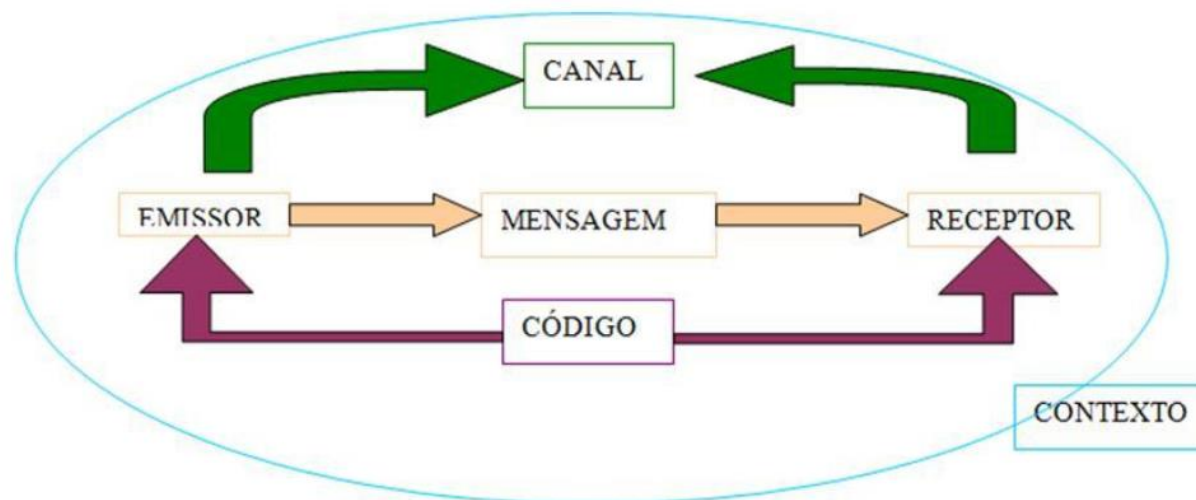 CANAL
EMISSOR
MENSAGEM
RECEPTOR
CÓDIGO
CONTEXTO